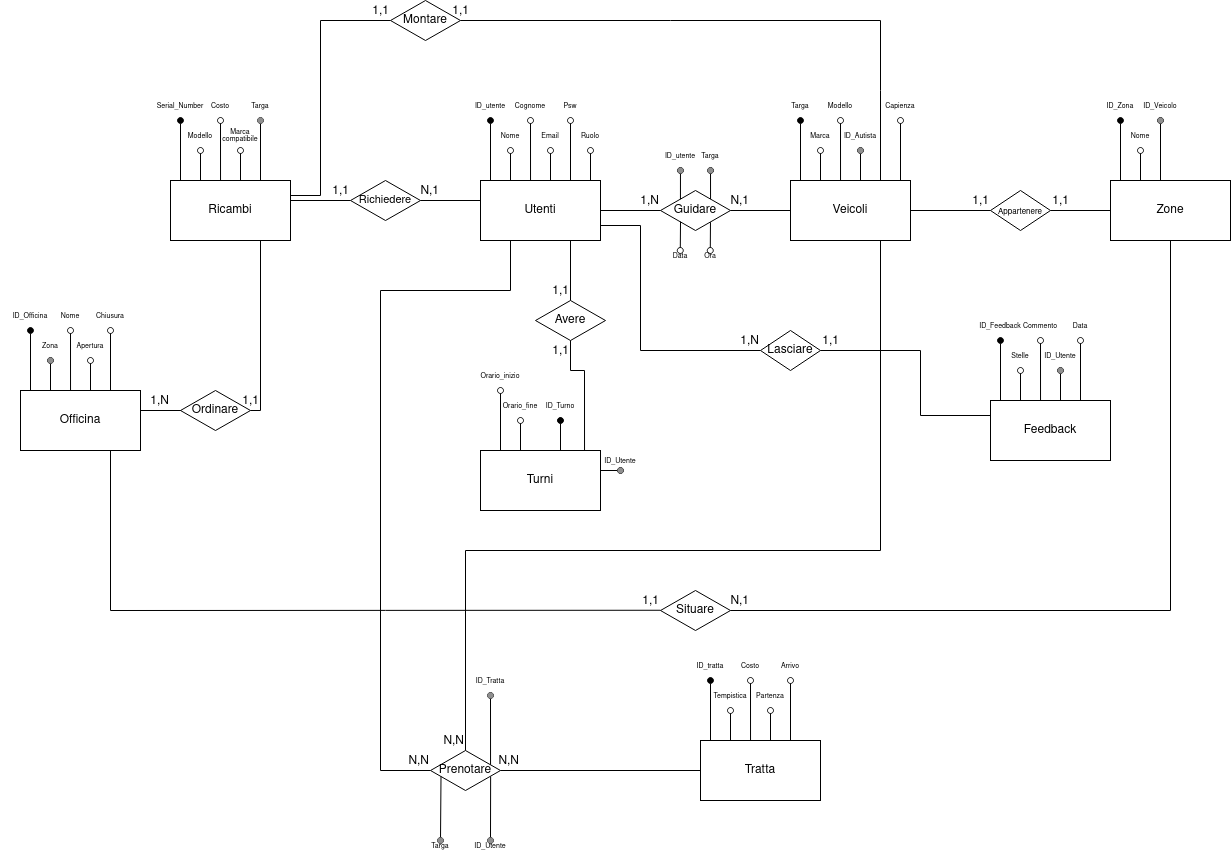 1,1
Montare
1,1
Serial_Number
Costo
Targa
Modello
Marca
compatibile
Ricambi
ID_utente
Cognome
Psw
Nome
Email
Ruolo
Utenti
1,1
Richiedere
N,1
ID_utente
Targa
1,N
Guidare
N,1
Data
Ora
Targa
Modello
Capienza
Marca
ID_Autista
Veicoli
1,1
Appartenere
1,1
ID_Zona
ID_Veicolo
Nome
Zone
ID_Officina
Nome
Chiusura
Zona
Apertura
Officina
1,N
Ordinare
1,1
1,1
Avere
1,1
Orario_inizio
Orario_fine
ID_Turno
ID_Utente
Turni
1,N
Lasciare
1,1
ID_Feedback
Commento
Data
Stelle
ID_Utente
Feedback
1,1
Situare
N,1
ID_Tratta
N,N
N,N
Prenotare
N,N
Targa
ID_Utente
ID_tratta
Costo
Arrivo
Tempistica
Partenza
Tratta